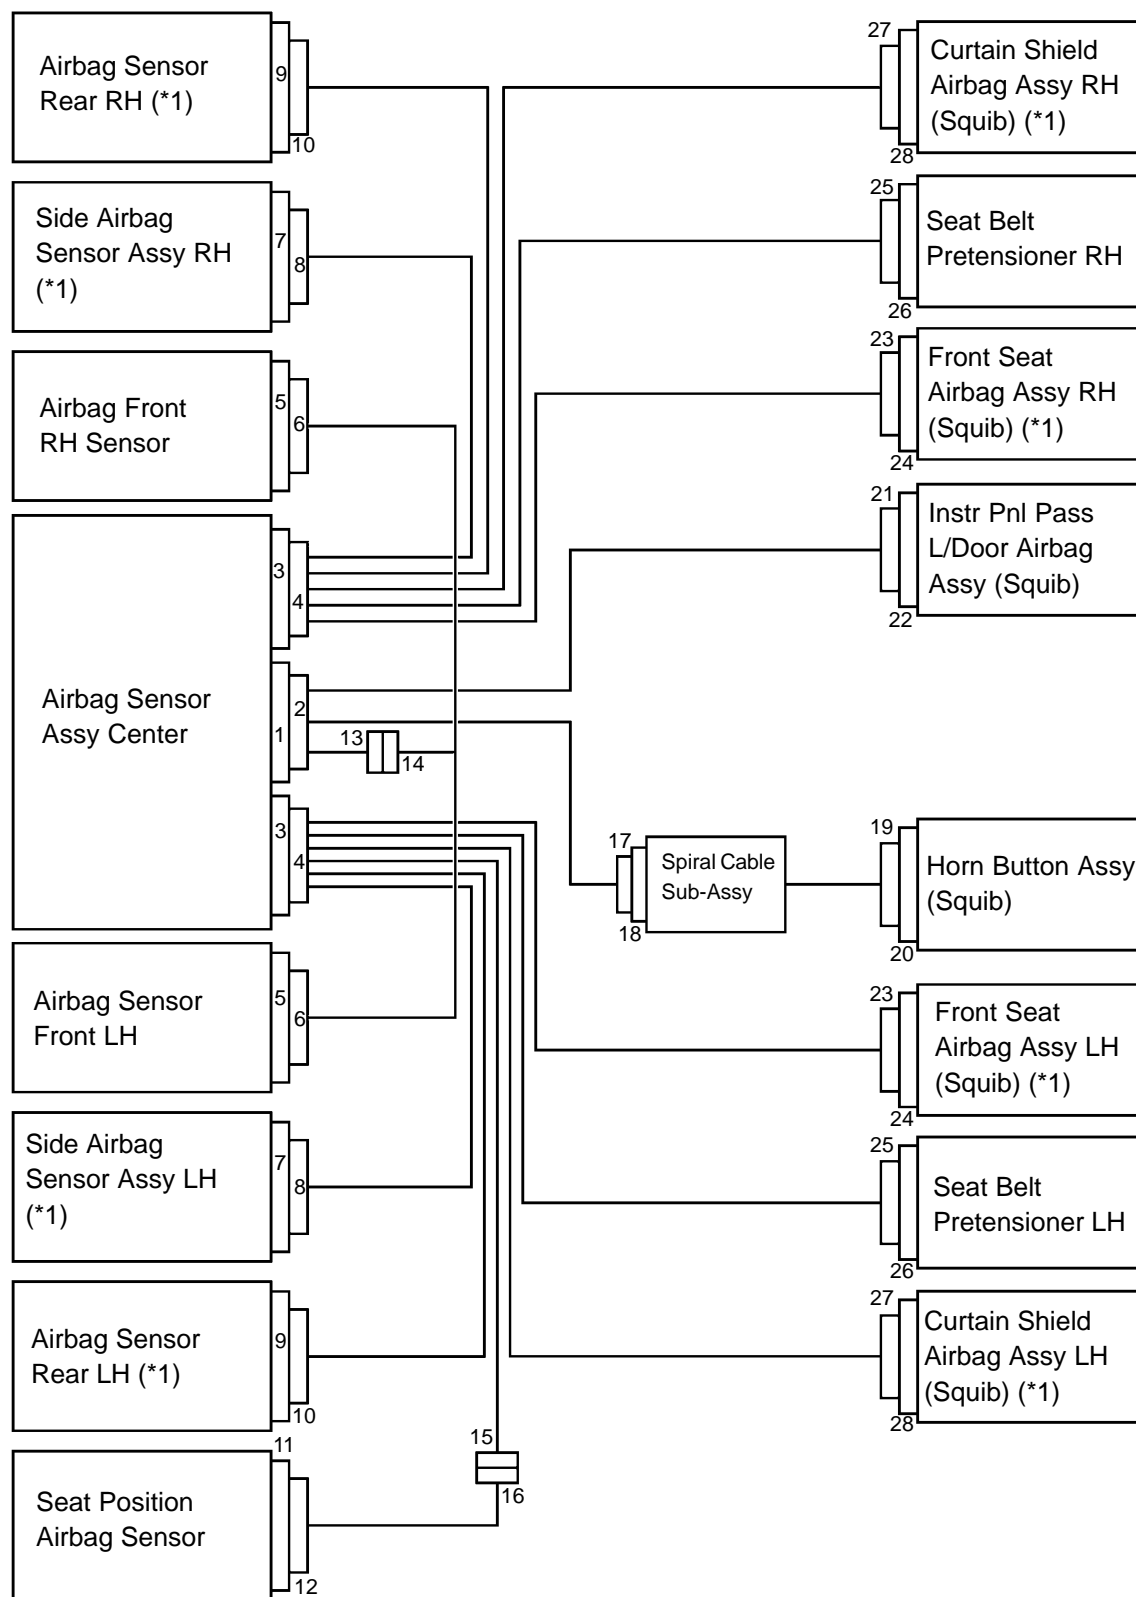 Airbag Sensor
Rear RH (*1)
9
10
Side Airbag
Sensor Assy RH
(*1)
7
8
Airbag Front
RH Sensor
5
6
Airbag Sensor
Assy Center
3
4
2
1
13
14
3
4
Airbag Sensor
Front LH
5
6
Side Airbag
Sensor Assy LH
(*1)
7
8
Airbag Sensor
Rear LH (*1)
9
10
Seat Position
Airbag Sensor
11
12
15
16
27
Curtain Shield
Airbag Assy RH
(Squib) (*1)
28
25
Seat Belt
Pretensioner RH
26
23
Front Seat
Airbag Assy RH
(Squib) (*1)
24
21
Instr Pnl Pass
L/Door Airbag
Assy (Squib)
22
17
Spiral Cable
Sub-Assy
18
19
Horn Button Assy
(Squib)
20
23
Front Seat
Airbag Assy LH
(Squib) (*1)
24
25
Seat Belt
Pretensioner LH
26
27
Curtain Shield
Airbag Assy LH
(Squib) (*1)
28